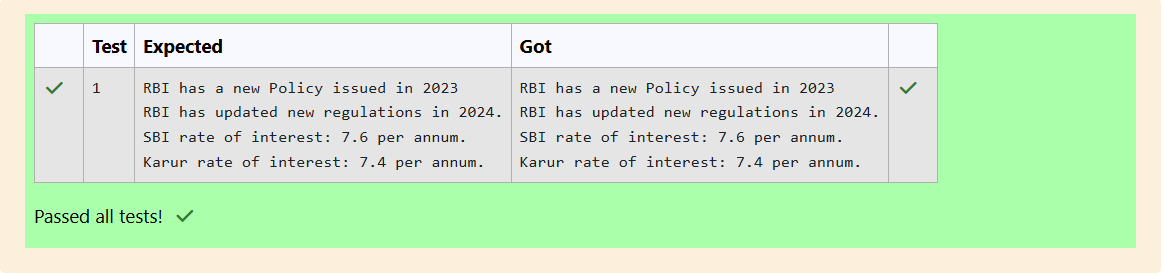 Test Expected Got
1 RBI has a new Policy issued in 2023 RBI has a new Policy issued in 2023
RBI has updated new regulations in 2024. RBI has updated new regulations in 2024.
SBI rate of interest: 7.6 per annum. SBI rate of interest: 7.6 per annum.
Karur rate of interest: 7.4 per annum. Karur rate of interest: 7.4 per annum.
Passed all tests!